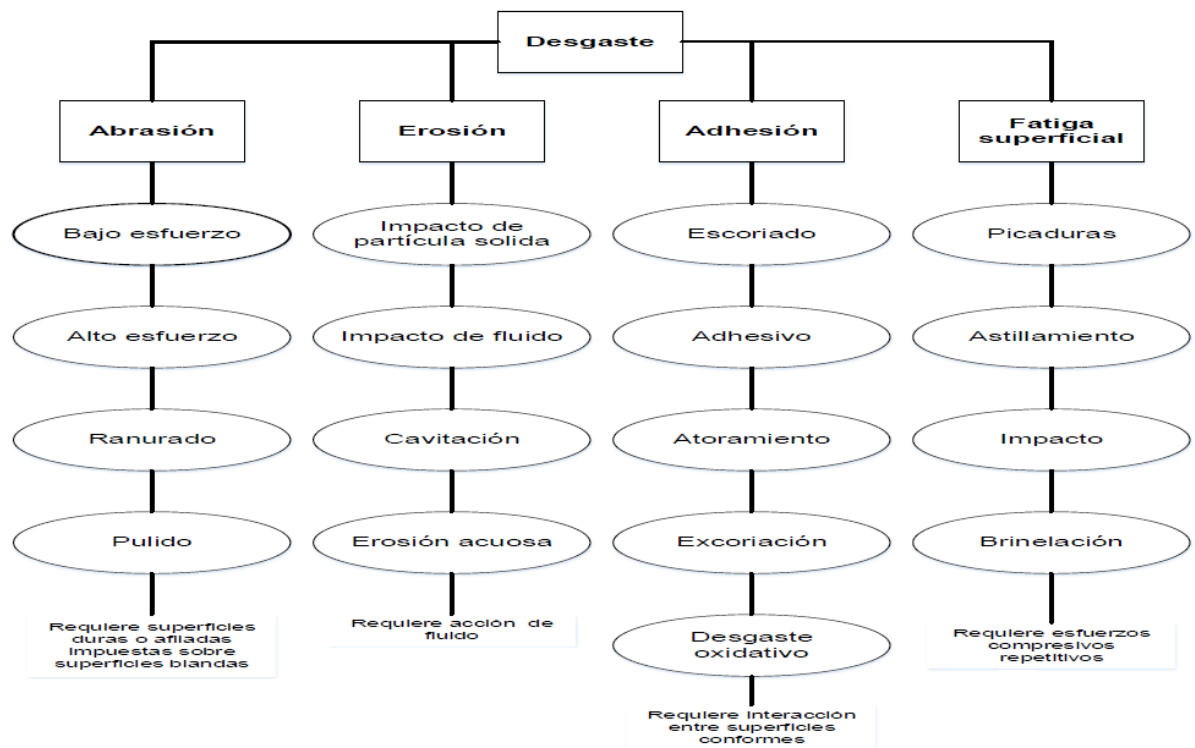 Desgaste
Abrasión
Erosión
Adhesión
Fatiga
superficial
Bajo esfuerzo
Impacto de
partícula solida
Escoriado
Picaduras
Alto esfuerzo
Impacto de fluido
Adhesivo
Astillamiento
Ranurado
Cavitación
Atoramiento
Impacto
Pulido
Erosión acuosa
Excoriación
Brinelación
Requiere superficies
duras o afiladas
impuestas sobre
superficies blandas
Requiere acción de
fluido
Desgaste
oxidativo
Requiere esfuerzos
compresivos
repetitivos
Requiere interacción
entre superficies
conformes